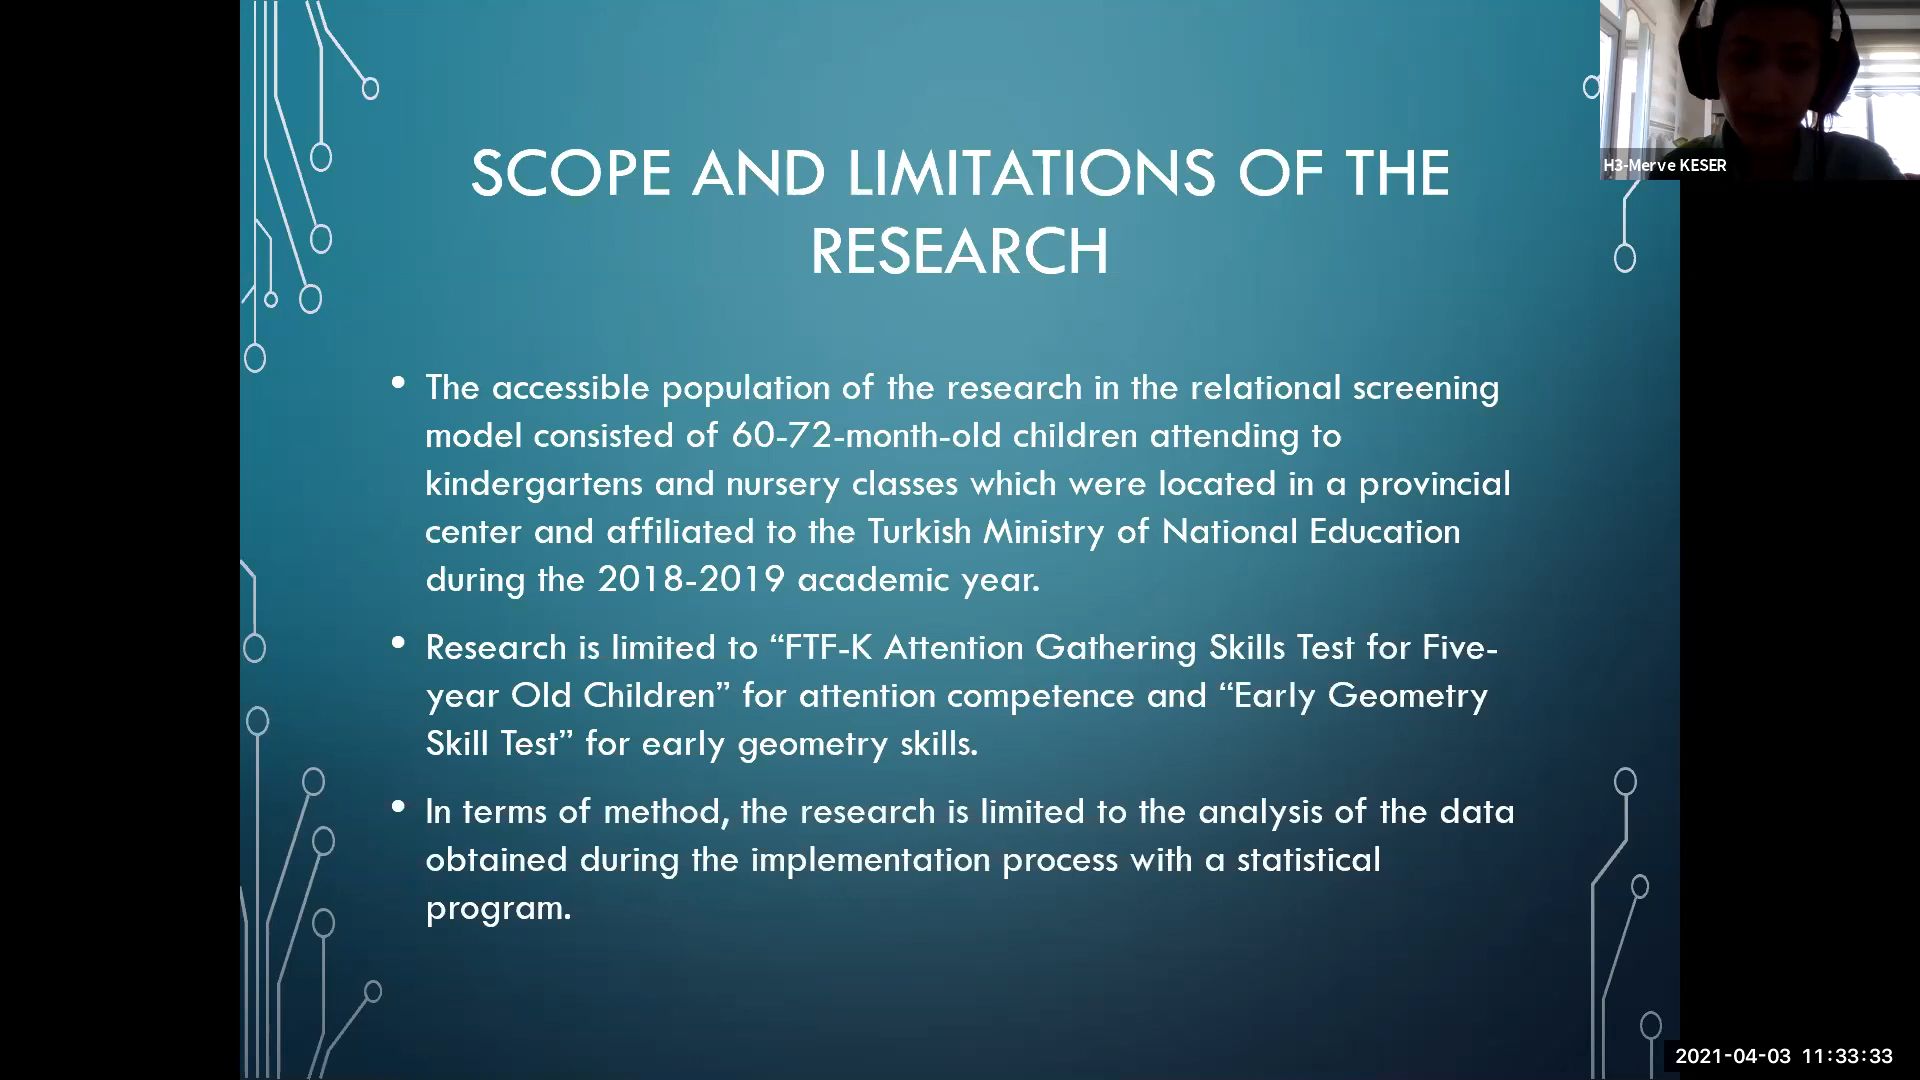 SCOPE AND LIMITATIONS OF THE
RESEARCH
H3-Merve KESER
• The accessible population of the research in the relational screening
model consisted of 60-72-month-old children attending to
kindergartens and nursery classes which were located in a provincial
center and affiliated to the Turkish Ministry of National Education
during the 2018-2019 academic year.
• Research is limited to “FTF-K Attention Gathering Skills Test for Five-
year Old Children” for attention competence and “Early Geometry
Skill Test” for early geometry skills.
• In terms of method, the research is limited to the analysis of the data
obtained during the implementation process with a statistical
program.
2021-04-03 11:33:33